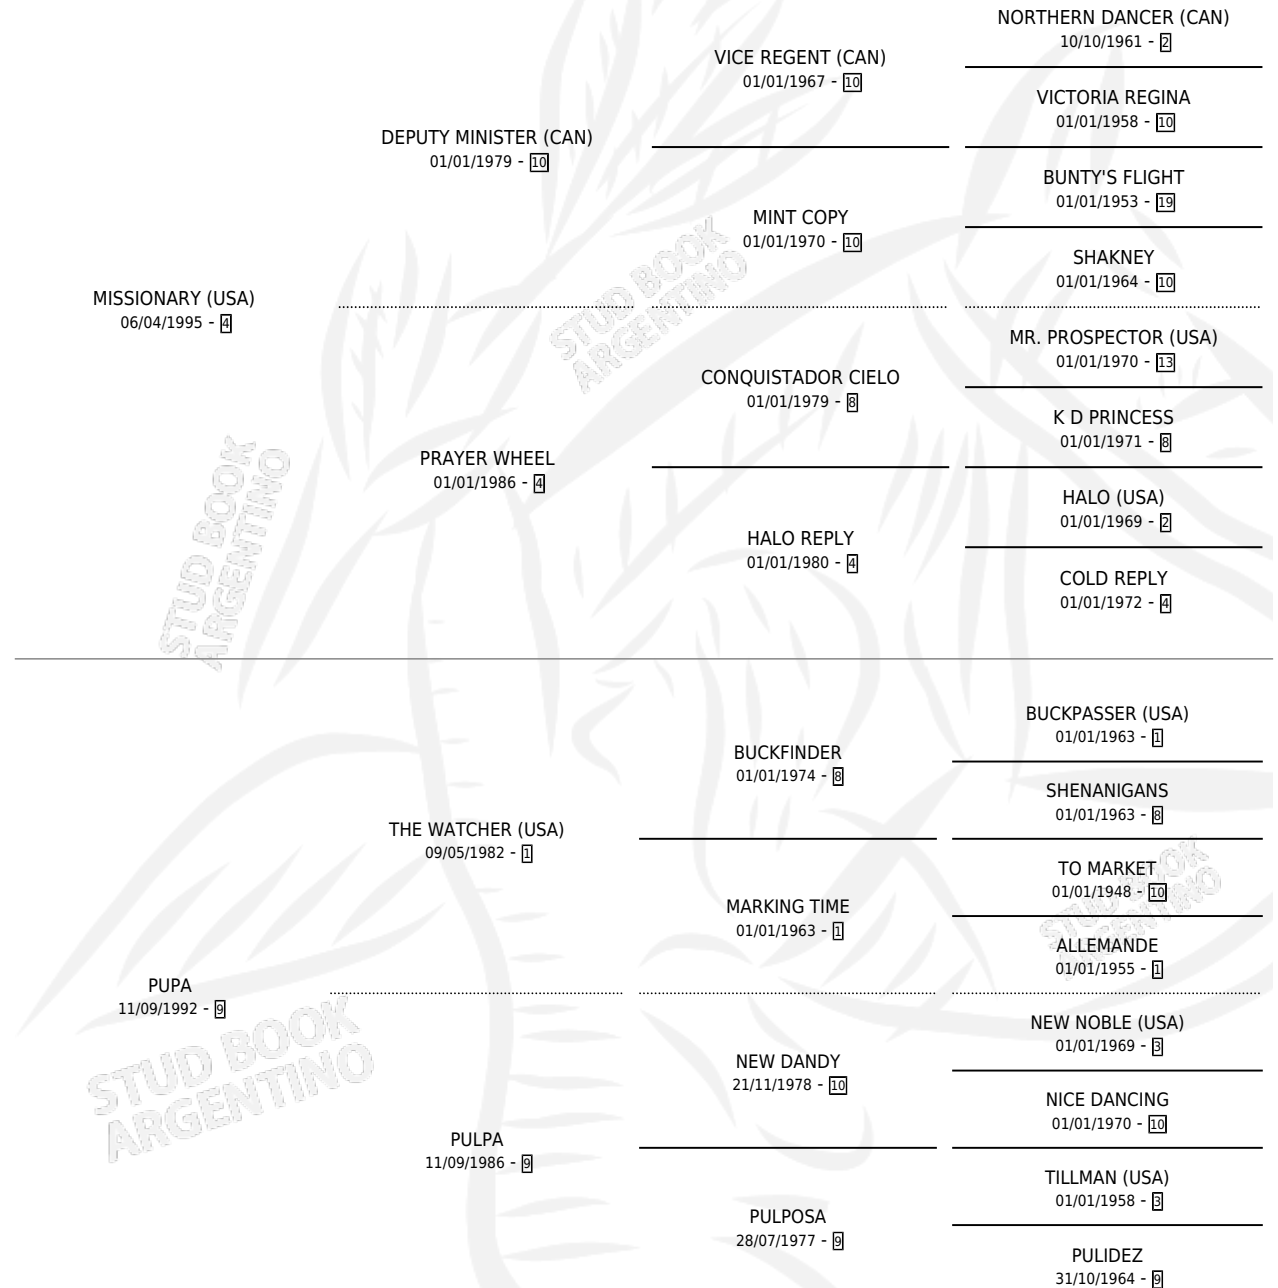 NORTHERN DANCER (CAN)
10/10/1961 - 2
VICE REGENT (CAN)
01/01/1967 - 10
VICTORIA REGINA
01/01/1958 - 10
DEPUTY MINISTER (CAN)
01/01/1979 - 10
BUNTY'S FLIGHT
01/01/1953 - 19
MINT COPY
01/01/1970 - 10
SHAKNEY
01/01/1964 - 10
MISSIONARY (USA)
06/04/1995 - 4
MR. PROSPECTOR (USA)
01/01/1970 - 13
CONQUISTADOR CIELO
01/01/1979 - 8
K D PRINCESS
01/01/1971 - 8
PRAYER WHEEL
01/01/1986 - 4
HALO (USA)
01/01/1969 - 2
HALO REPLY
01/01/1980 - 4
COLD REPLY
01/01/1972 - 4
BUCKPASSER (USA)
01/01/1963 - 1
BUCKFINDER
01/01/1974 - 8
SHENANIGANS
01/01/1963 - 8
THE WATCHER (USA)
09/05/1982 - 1
TO MARKET
01/01/1948 - 10
MARKING TIME
01/01/1963 - 1
ALLEMANDE
01/01/1955 - 1
PUPA
11/09/1992 - 9
NEW NOBLE (USA)
01/01/1969 - 3
NEW DANDY
21/11/1978 - 10
NICE DANCING
01/01/1970 - 10
PULPA
11/09/1986 - 9
TILLMAN (USA)
01/01/1958 - 3
PULPOSA
28/07/1977 - 9
PULIDEZ
31/10/1964 - 9
STUD BOOK
ARGENTINO
STUD BOOK
ARGENTINO
STUD BOOK
ARGENTINO
STUD BOOK
ARGENTINO